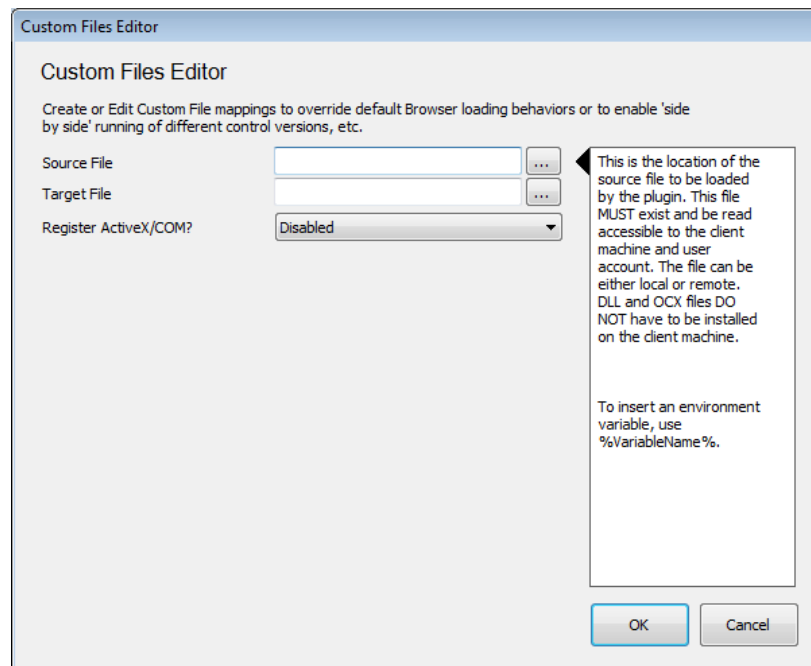 Custom Files Editor
Custom Files Editor
Create or Edit Custom File mappings to override default Browser loading behaviors or to enable 'side
by side' running of different control versions, etc.
Source File
...
Target File
...
Register ActiveX/COM?
Disabled
This is the location of the
source file to be loaded
by the plugin. This file
MUST exist and be read
accessible to the client
machine and user
account. The file can be
either local or remote.
DLL and OCX files DO
NOT have to be installed
on the client machine.
To insert an environment
variable, use
%VariableName%.
OK
Cancel